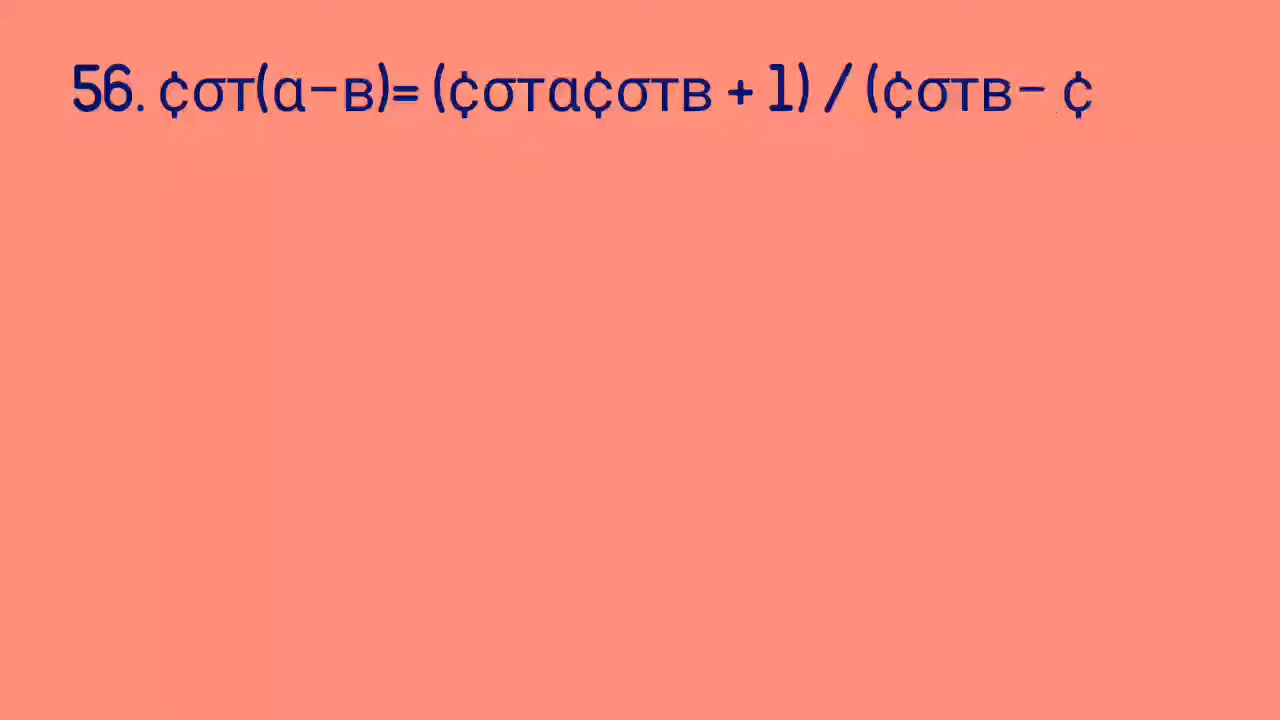 56. ¢σт(α-в)= (¢σтα¢σтв + 1) / (¢σтв- ¢